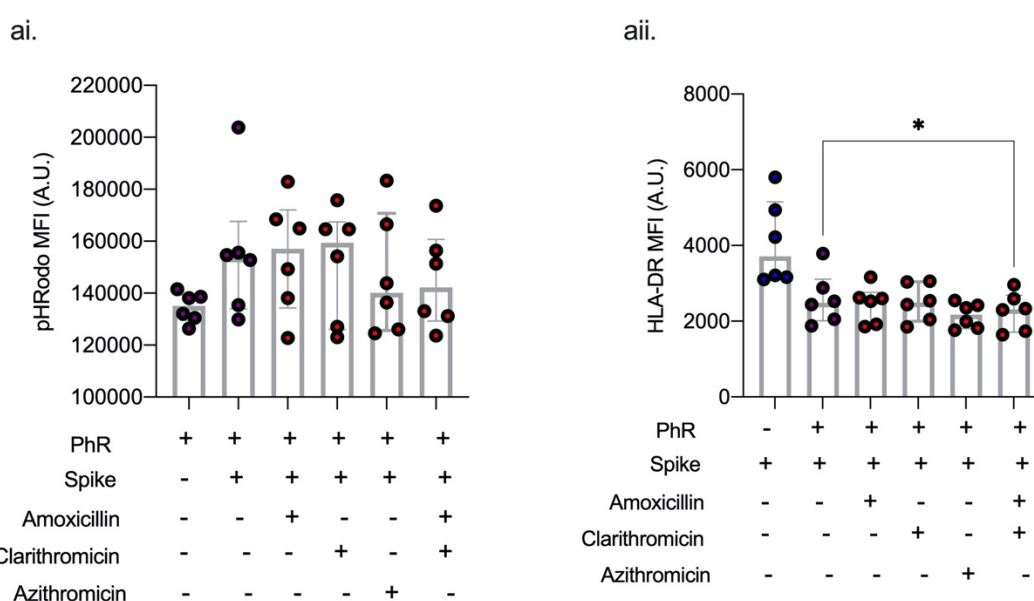 ai.
220000
200000
180000
160000
140000
120000
100000
pHRodo MFI (A.U.)
PhR + + + + + +
Spike - + + + + +
Amoxicillin - - + - - +
Clarithromicin - - - + - +
Azithromicin - - - - + -
aii.
8000
6000
4000
2000
0
HLA-DR MFI (A.U.)
*
PhR - + + + + +
Spike + + + + + +
Amoxicillin - - + - - +
Clarithromicin - - - + - +
Azithromicin - - - - + -